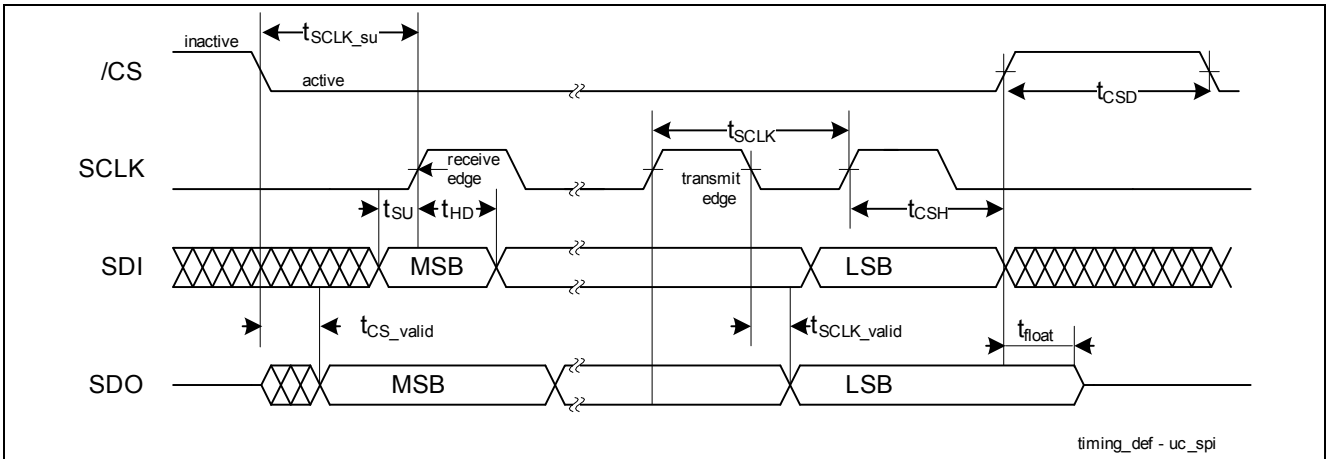 inactive
tSCLK_su
/CS
active
tCSD
tSCLK
SCLK
receive
edge
transmit
edge
tSU
tHD
tCSH
SDI
MSB
LSB
tCS_valid
tSCLK_valid
tfloat
SDO
MSB
LSB
timing_def - uc_spi